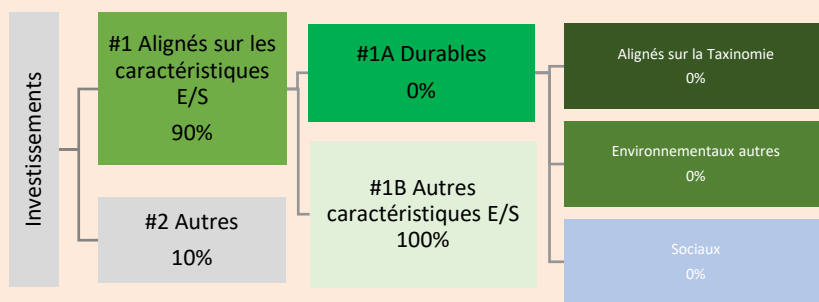 Investissements
#1 Alignés sur les
caractéristiques
E/S
90%
#2 Autres
10%
#1A Durables
0%
#1B Autres
caractéristiques E/S
100%
Alignés sur la Taxinomie
0%
Environnementaux autres
0%
Sociaux
0%